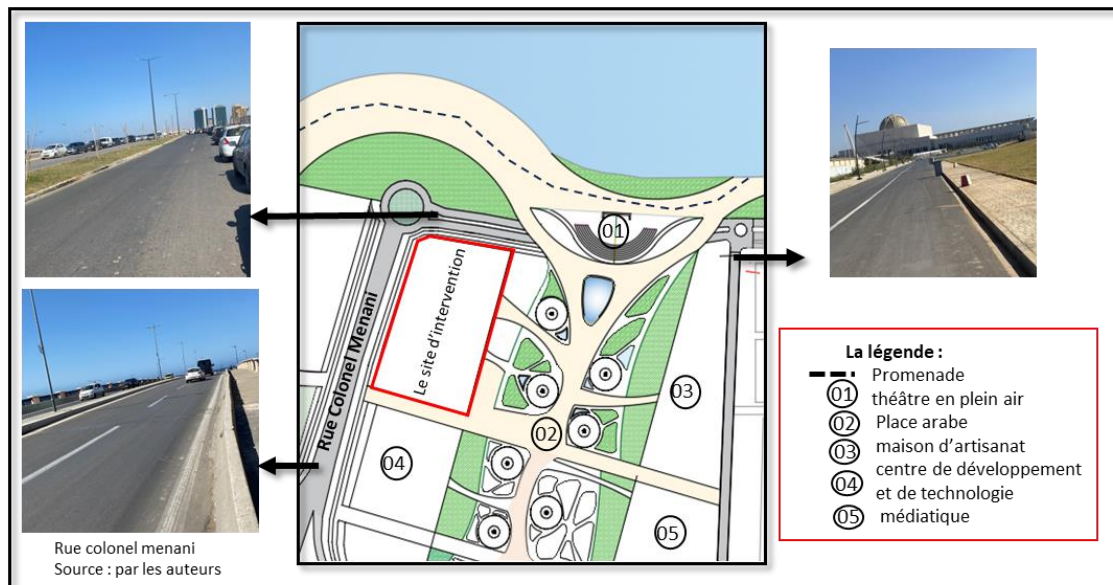 01
Le site d'intervention
Rue Colonel Menani
03
02
04
05
Rue colonel menani
Source : par les auteurs
La légende :
Promenade
01 théâtre en plein air
02 Place arabe
03 maison d'artisanat
centre de développement
04 et de technologie
05 médiatique